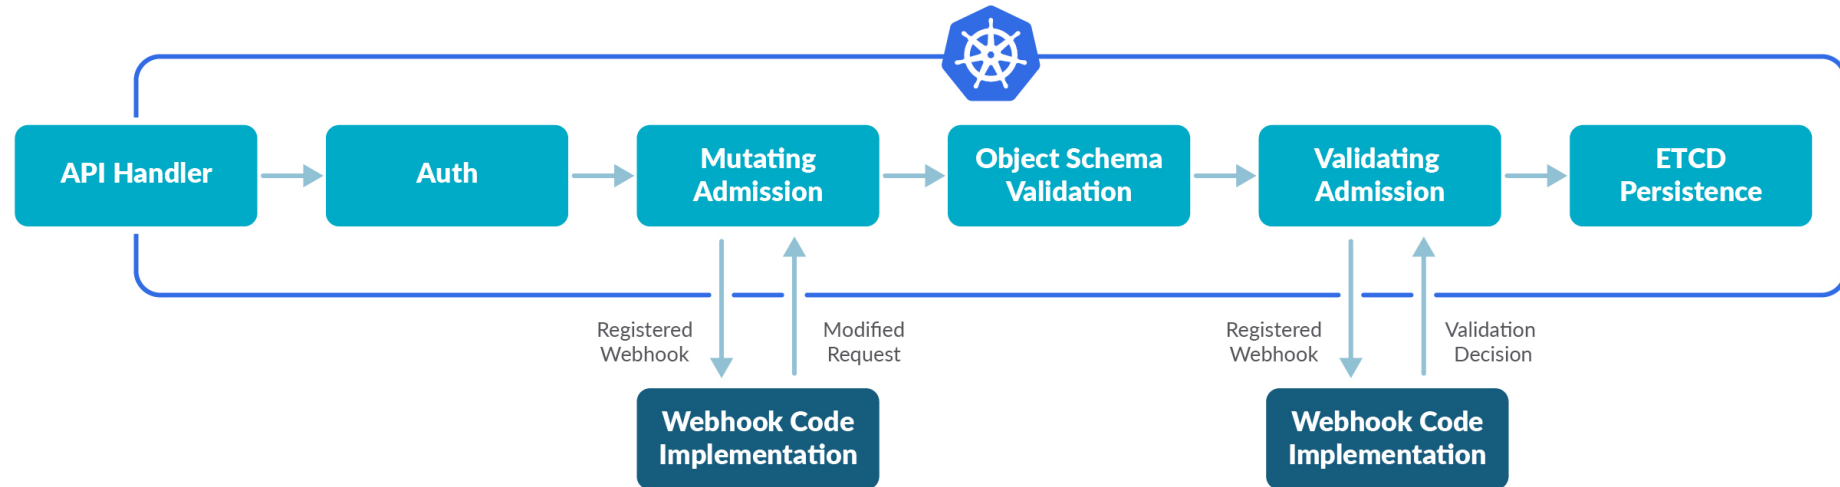 API Handler
Auth
Mutating
Admission
Object Schema
Validation
Validating
Admission
ETCD
Persistence
Registered
Webhook
Modified
Request
Registered
Webhook
Validation
Decision
Webhook Code
Implementation
Webhook Code
Implementation